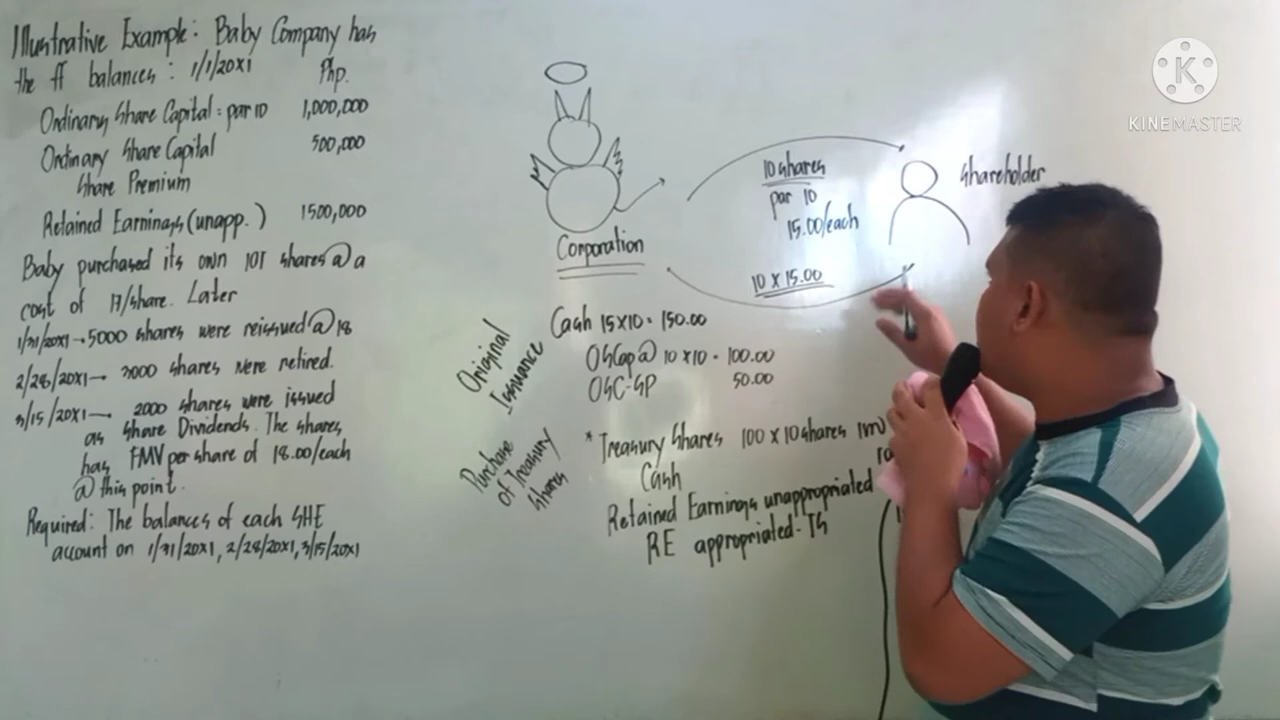 Illustrative Example: Baby Company has
the ff balances: 1/1/20x1 Php.
Ordinary Share Capital = par 10 1,000,000
Ordinary Share Capital 500,000
Share Premium
Retained Earnings (unapp.) 1500,000
Baby purchased its own 10T shares @ a
cost of 17/share. Later
1/31/20x1 → 5000 shares were reissued @ 18
2/28/20x1 — 3000 shares were retired.
3/15/20x1 — 2000 shares were issued
as share Dividends. The shares
has FMV per share of 18.00/each
@ this point.
Required: The balances of each SHE
account on 1/31/20x1, 2/28/20x1, 3/15/20x1
Corporation
10 shares
par 10
15.00/each
10 x 15.00
Shareholder
Original
Issuance
Cash 15x10 = 150.00
OSCap @ 10 x 10 = 100.00
OSC-SP 50.00
Purchase
of Treasury
Shares
* Treasury Shares 100 x 10 shares
Cash
Retained Earnings unappropriated
RE appropriated - TS
K
KINEMASTER